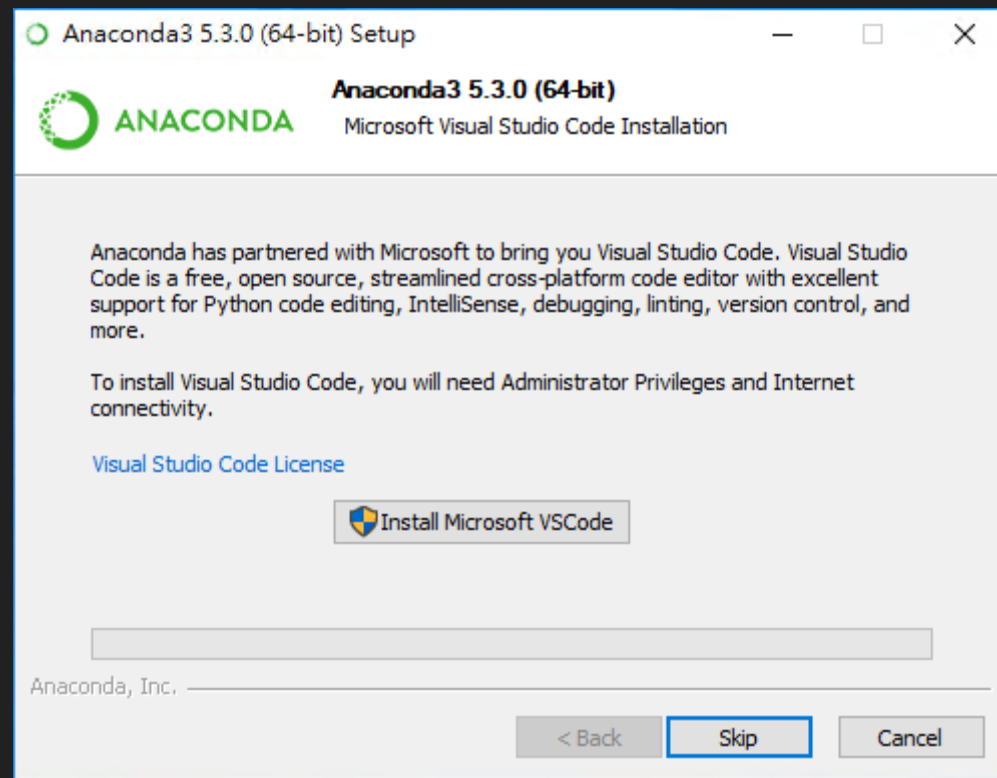 Anaconda3 5.3.0 (64-bit) Setup
ANACONDA
Anaconda3 5.3.0 (64-bit)
Microsoft Visual Studio Code Installation
Anaconda has partnered with Microsoft to bring you Visual Studio Code. Visual Studio
Code is a free, open source, streamlined cross-platform code editor with excellent
support for Python code editing, IntelliSense, debugging, linting, version control, and
more.
To install Visual Studio Code, you will need Administrator Privileges and Internet
connectivity.
Visual Studio Code License
Install Microsoft VSCode
Anaconda, Inc.
< Back
Skip
Cancel